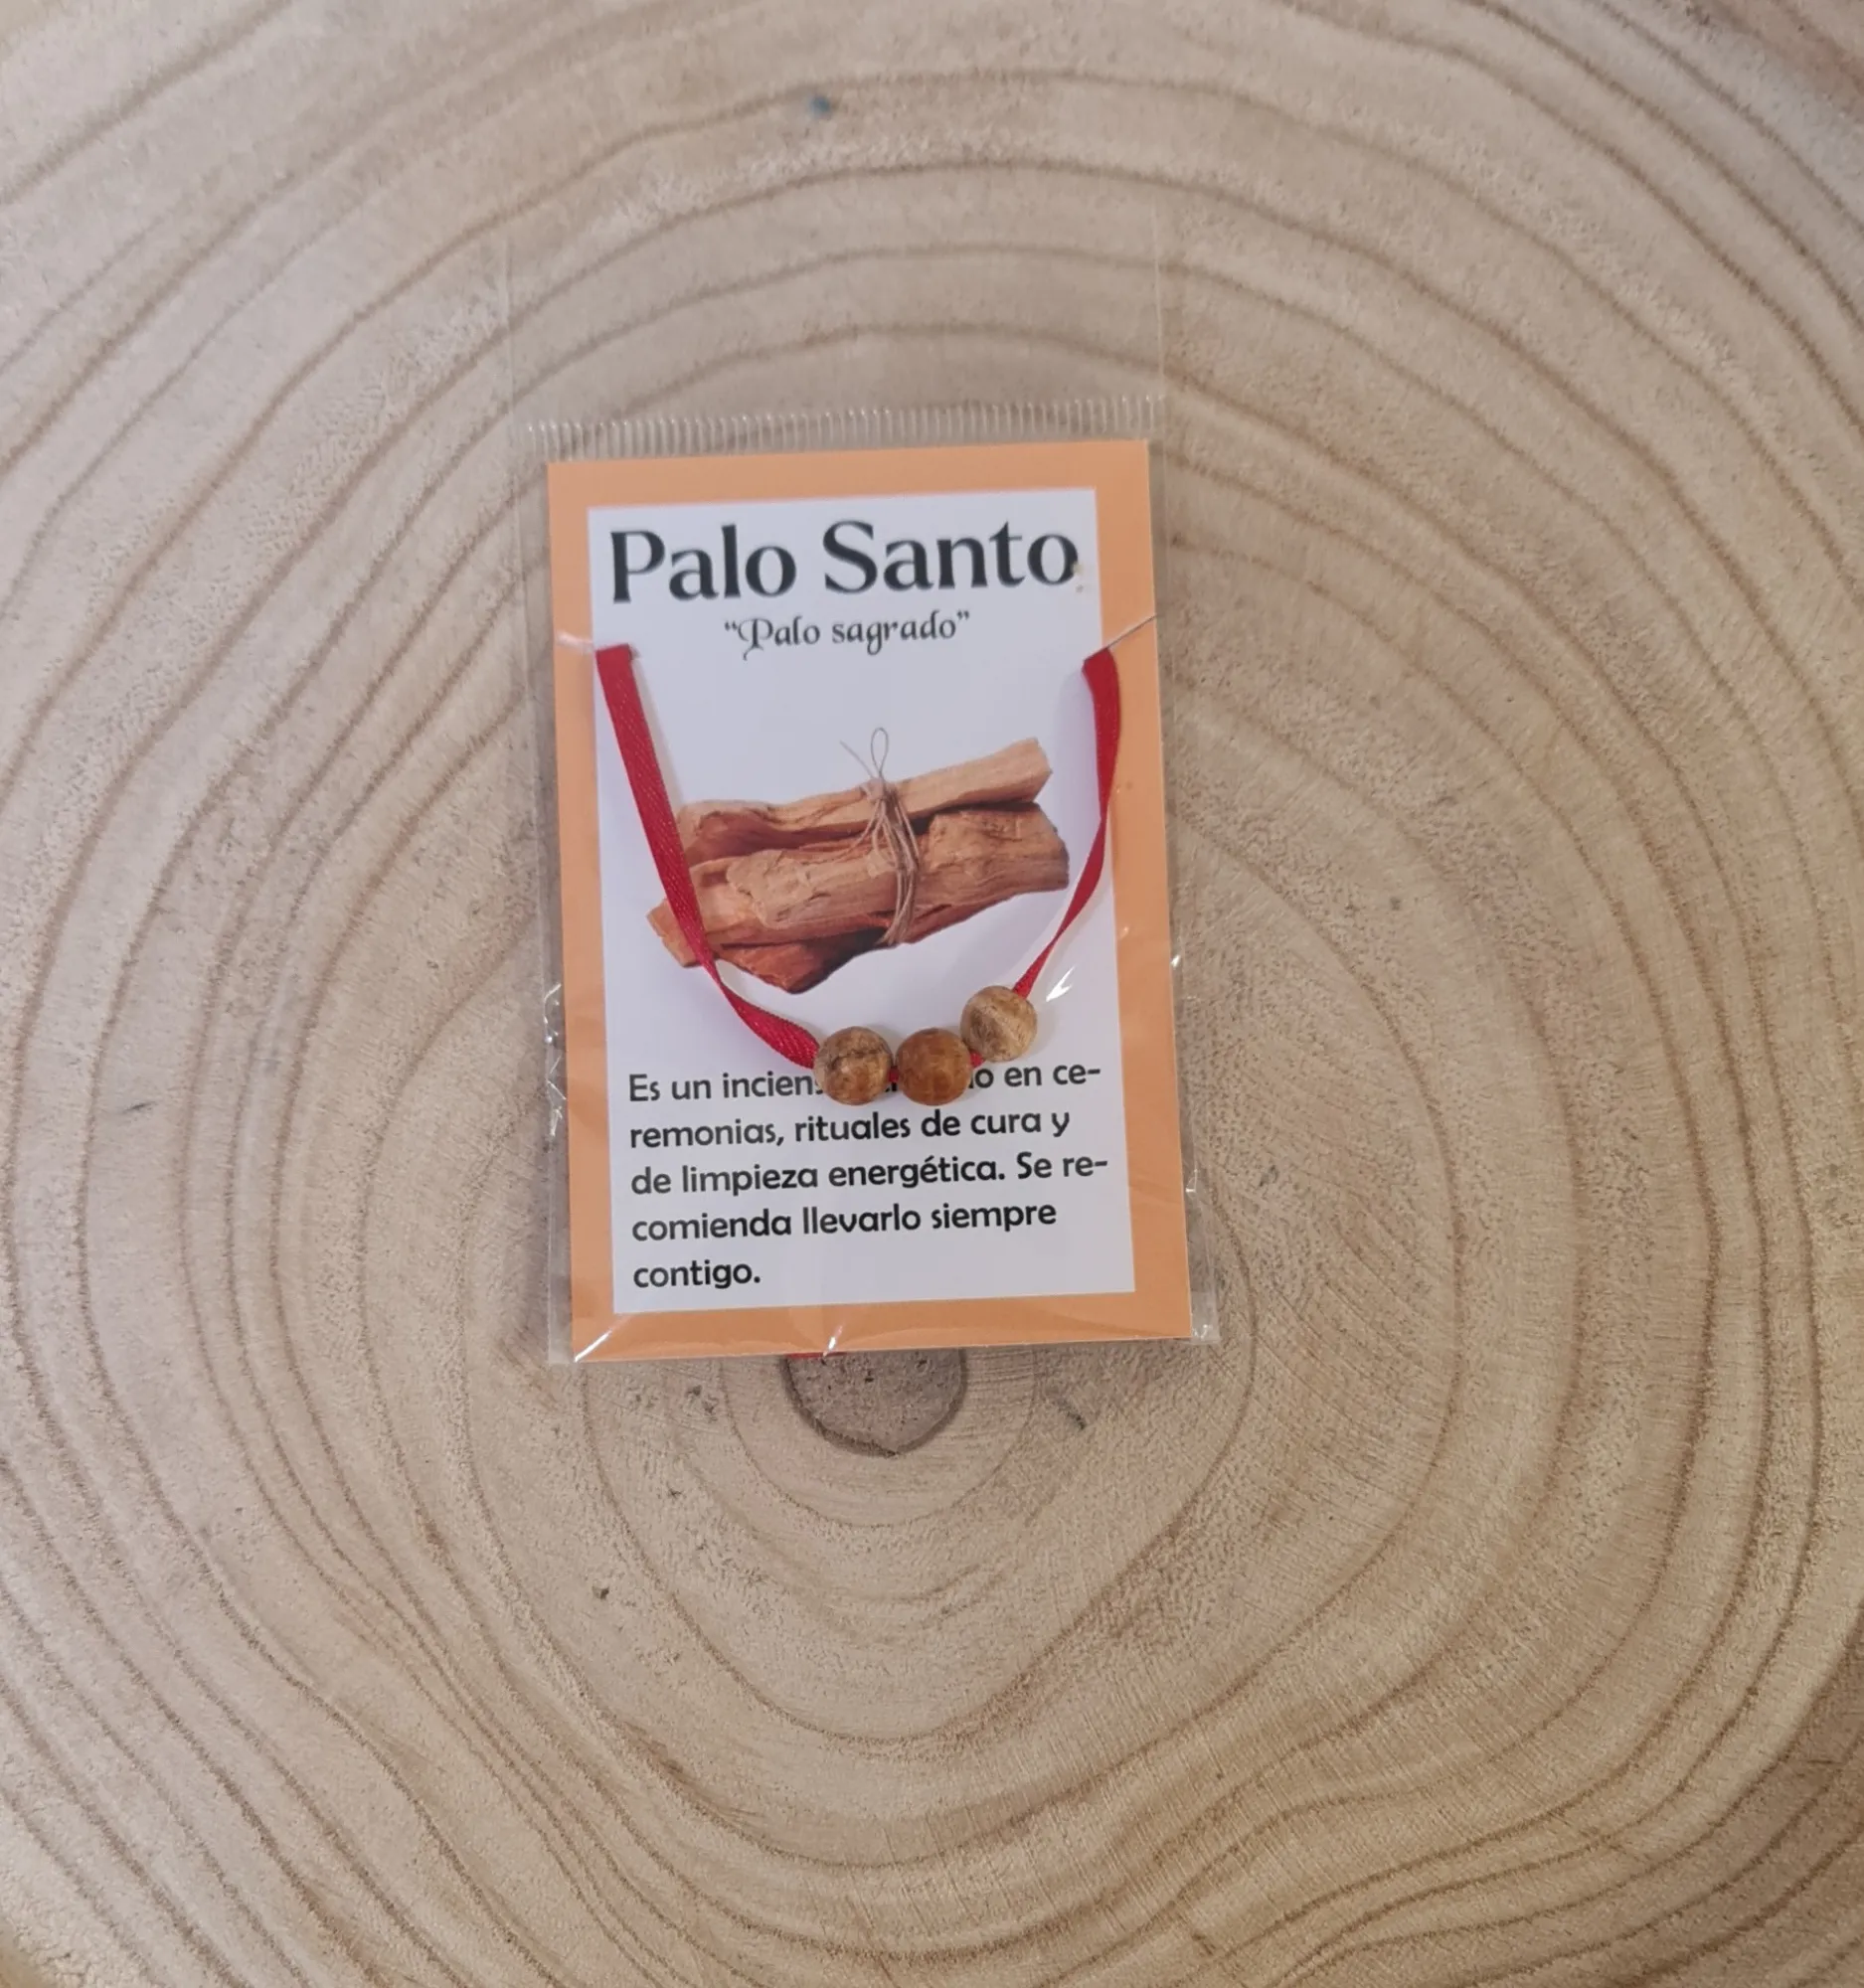 Palo Santo
“Palo sagrado”
Es un en ce-
remonias, rituales de cura y
de limpieza energética. Se re-
comienda llevarlo siempre
contigo.